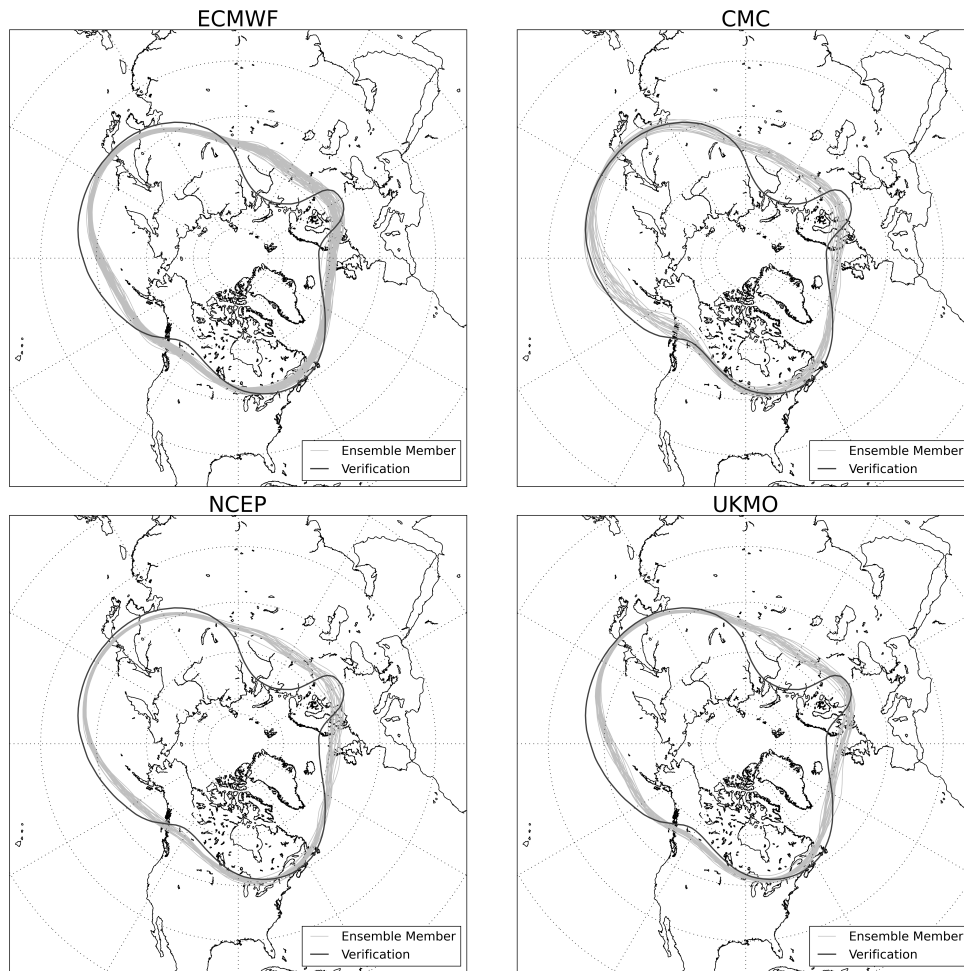 ECMWF
CMC
Ensemble Member
Verification
Ensemble Member
Verification
NCEP
UKMO
Ensemble Member
Verification
Ensemble Member
Verification